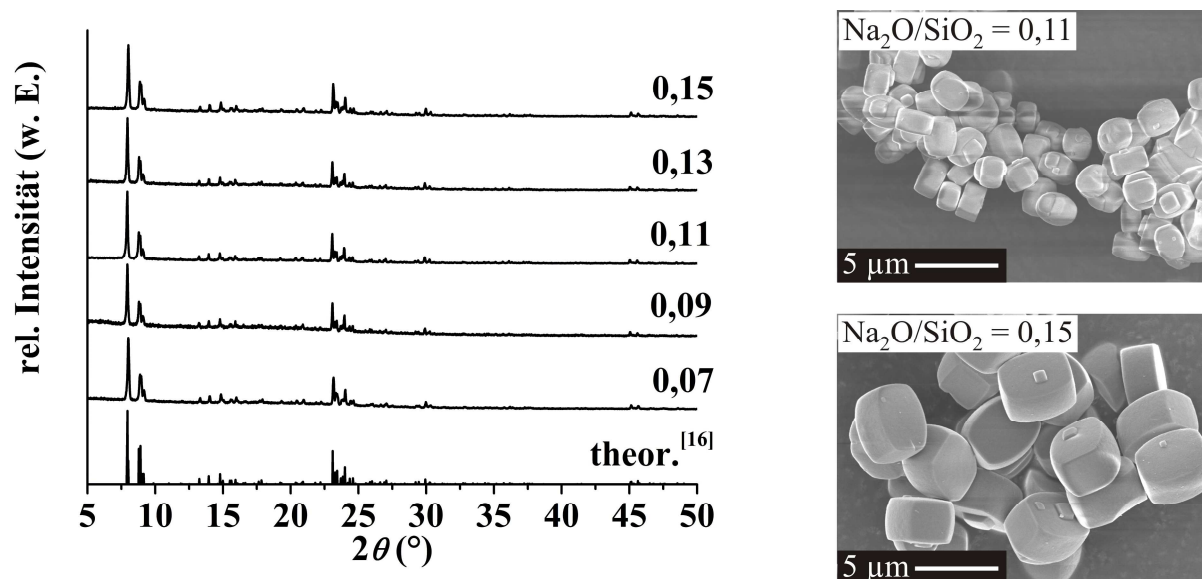 rel. Intensität (w. E.)
0,15
0,13
0,11
0,09
0,07
theor.[16]
5 10 15 20 25 30 35 40 45 50
2θ (°)
Na₂O/SiO₂ = 0,11
5 µm
Na₂O/SiO₂ = 0,15
5 µm